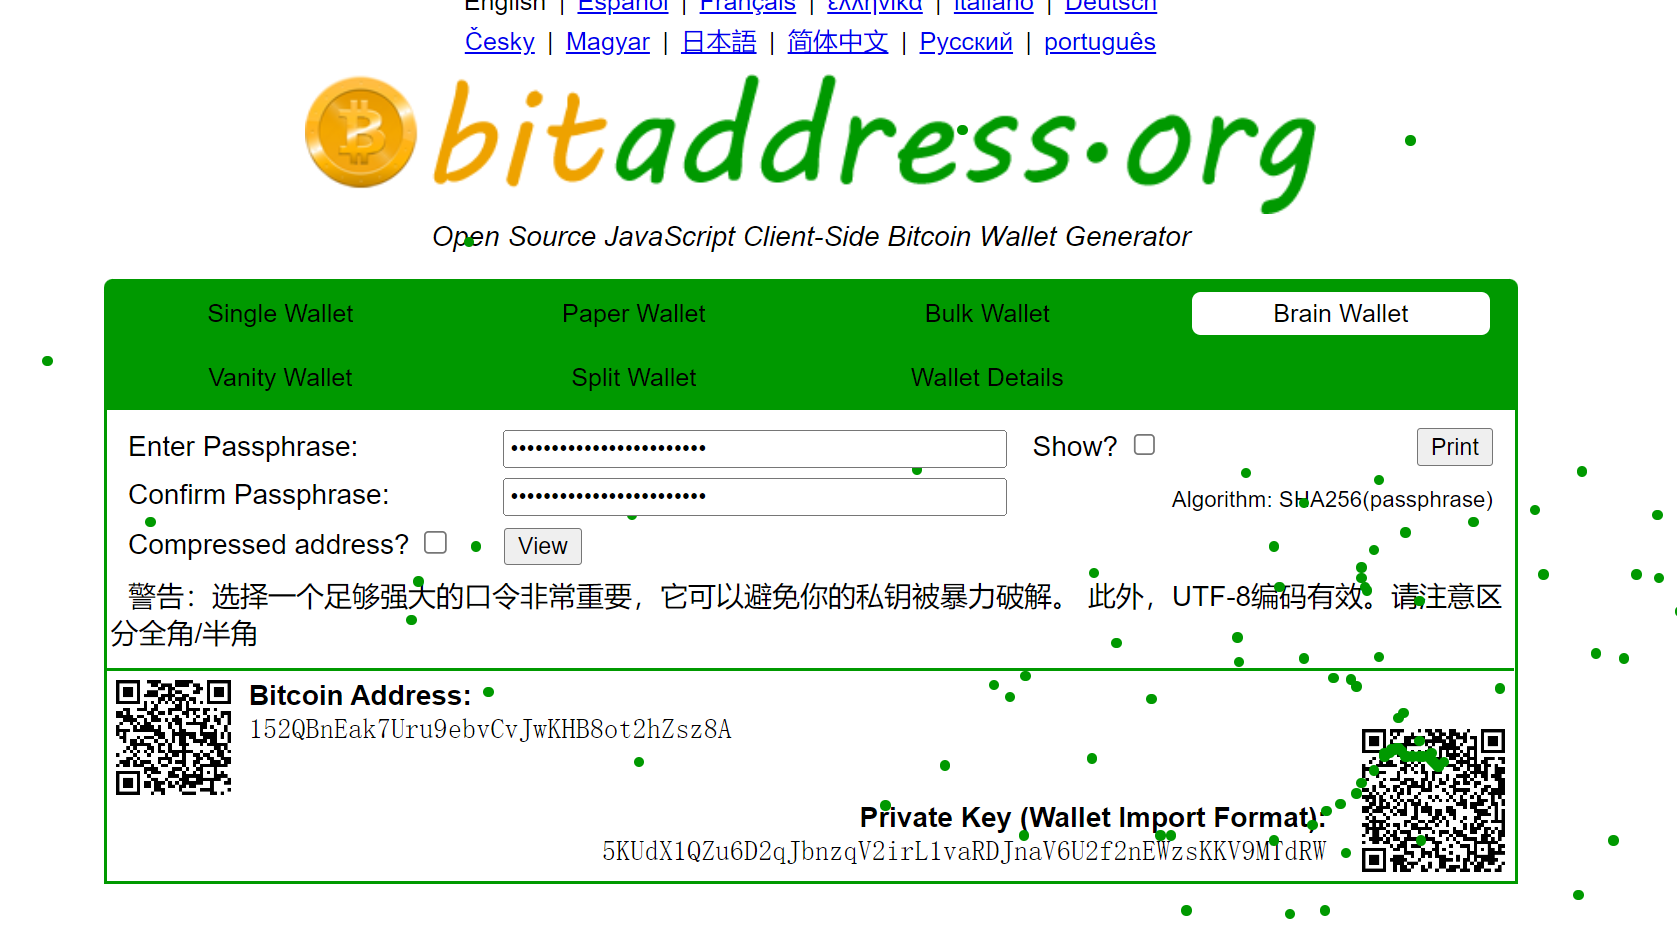 English | Español | Français | ελληνικά | italiano | Deutsch
Česky | Magyar | 日本語 | 简体中文 | Русский | português
bitaddress.org
Open Source JavaScript Client-Side Bitcoin Wallet Generator
Single Wallet Paper Wallet Bulk Wallet Brain Wallet
Vanity Wallet Split Wallet Wallet Details
Enter Passphrase: Show? Print
Confirm Passphrase: Algorithm: SHA256(passphrase)
Compressed address? View
警告：选择一个足够强大的口令非常重要，它可以避免你的私钥被暴力破解。 此外，UTF-8编码有效。请注意区
分全角/半角
Bitcoin Address:
152QBnEak7Uru9ebvCvJwKHB8ot2hZsz8A
Private Key (Wallet Import Format):
5KUdX1QZu6D2qJbnzqV2irL1vaRDJnaV6U2f2nEWzsKKV9MTdRW